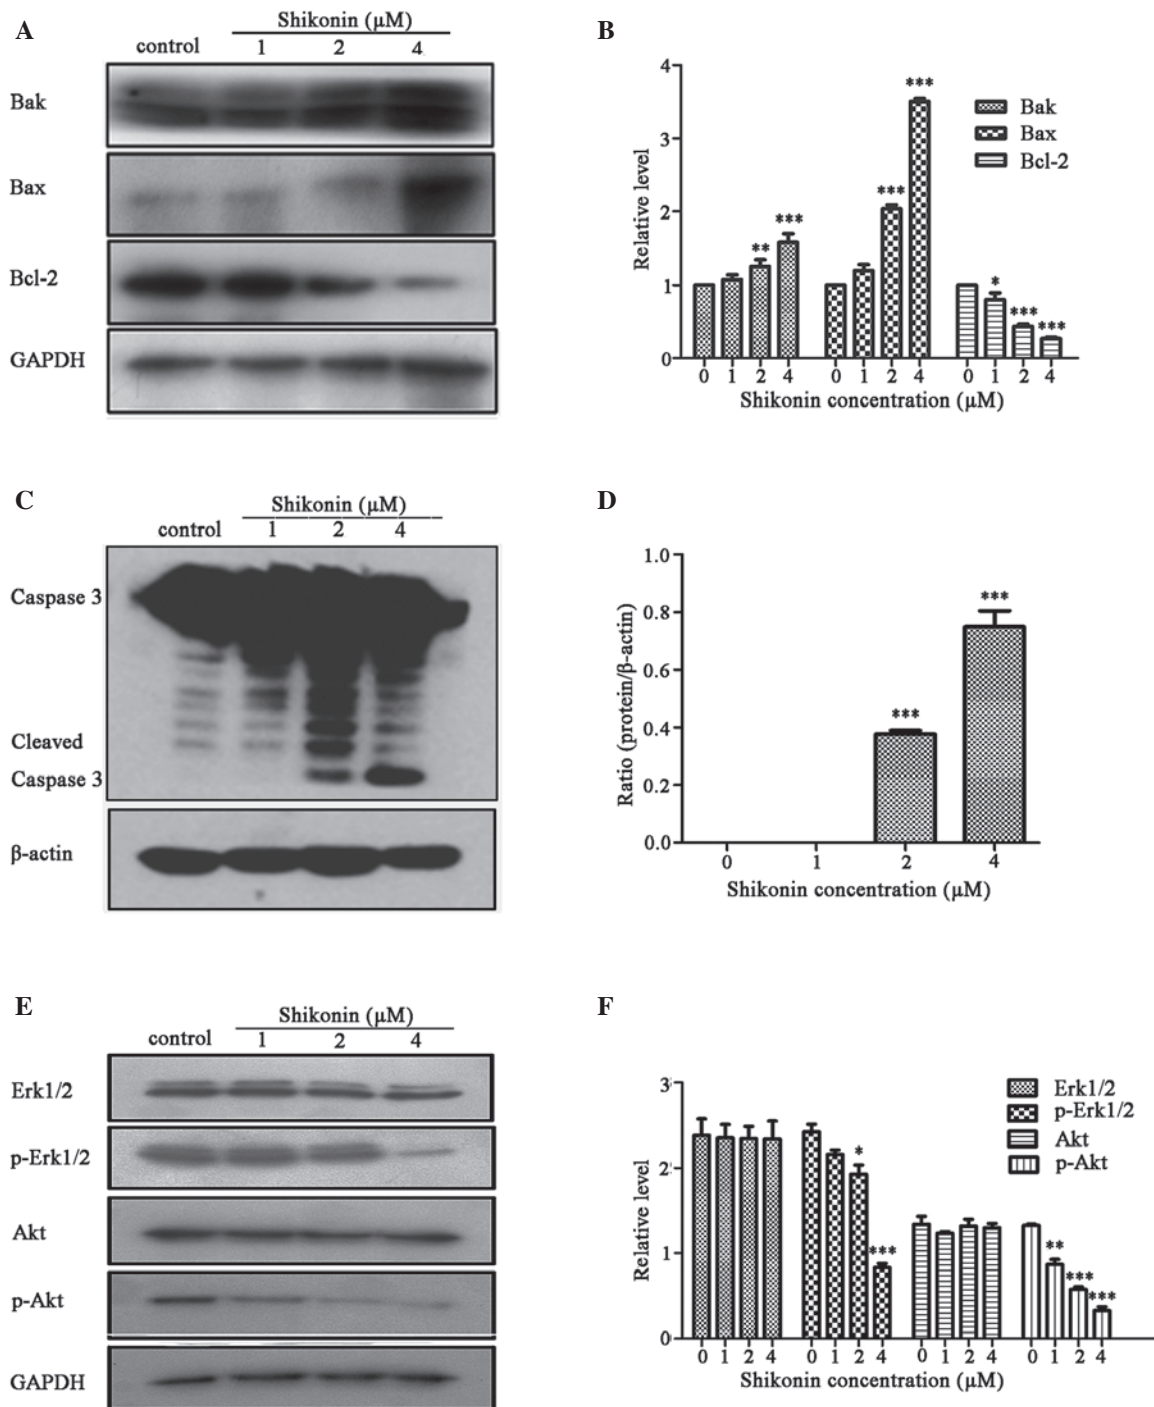 A
Shikonin (µM)
control 1 2 4
Bak
Bax
Bcl-2
GAPDH
B
4
3
2
1
0
Relative level
Bak
Bax
Bcl-2
** *** *** *** * *** ***
0 1 2 4 0 1 2 4 0 1 2 4
Shikonin concentration (µM)
C
Shikonin (µM)
control 1 2 4
Caspase 3
Cleaved
Caspase 3
β-actin
D
1.0
0.8
0.6
0.4
0.2
0.0
Ratio (protein/β-actin)
*** ***
0 1 2 4
Shikonin concentration (µM)
E
Shikonin (µM)
control 1 2 4
Erk1/2
p-Erk1/2
Akt
p-Akt
GAPDH
F
3
2
1
0
Relative level
Erk1/2
p-Erk1/2
Akt
p-Akt
* *** ** *** ***
0 1 2 4 0 1 2 4 0 1 2 4 0 1 2 4
Shikonin concentration (µM)